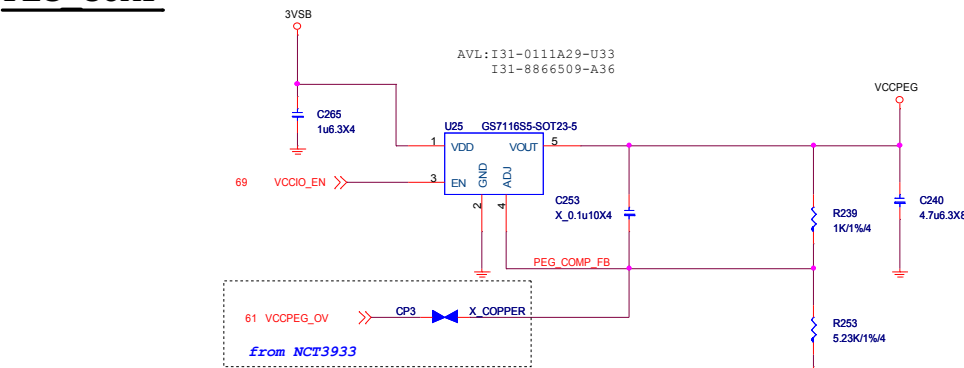 3VSB
AVL:I31-0111A29-U33
I31-8866509-A36
VCCPEG
C265
1u6.3X4
U25 GS7116S5-SOT23-5
1 VDD VOUT 5
69 VCCIO_EN 3 EN GND ADJ
2 4
C253
X_0.1u10X4
R239
1K/1%/4
C240
4.7u6.3X8
PEG_COMP_FB
61 VCCPEG_OV CP3 X_COPPER
from NCT3933
R253
5.23K/1%/4